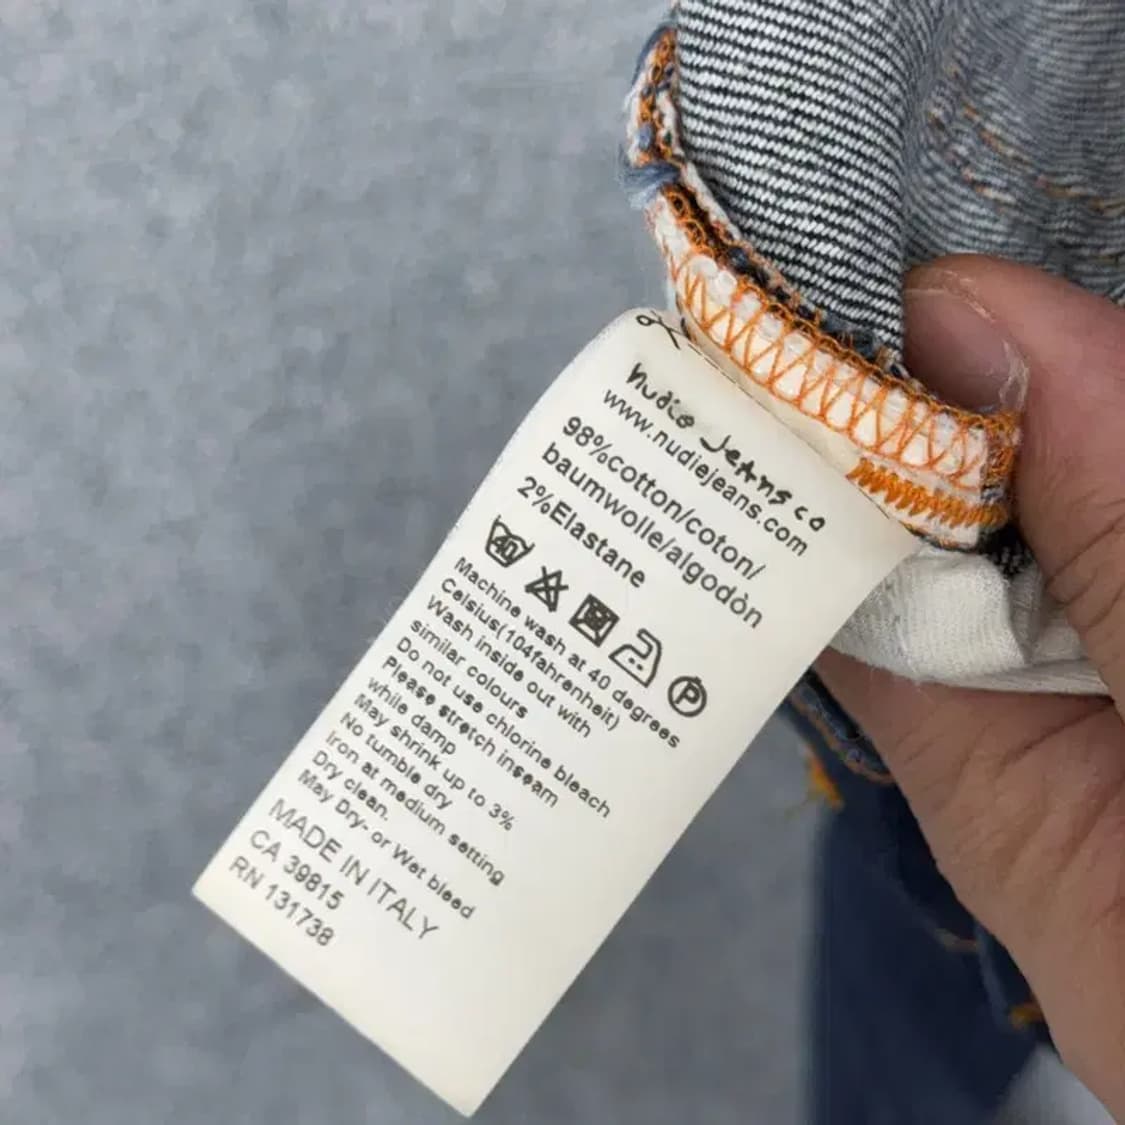 nudie Jeans co
www.nudiejeans.com
98%cotton/coton/
baumwolle/algodòn
2%Elastane
40
P
Machine wash at 40 degrees
Celsius(104fahrenheit)
Wash inside out with
similar colours
Do not use chlorine bleach
Please stretch inseam
while damp
May shrink up to 3%
No tumble dry
Iron at medium setting
Dry clean.
May Dry- or Wet bleed
MADE IN ITALY
CA 39815
RN 131738